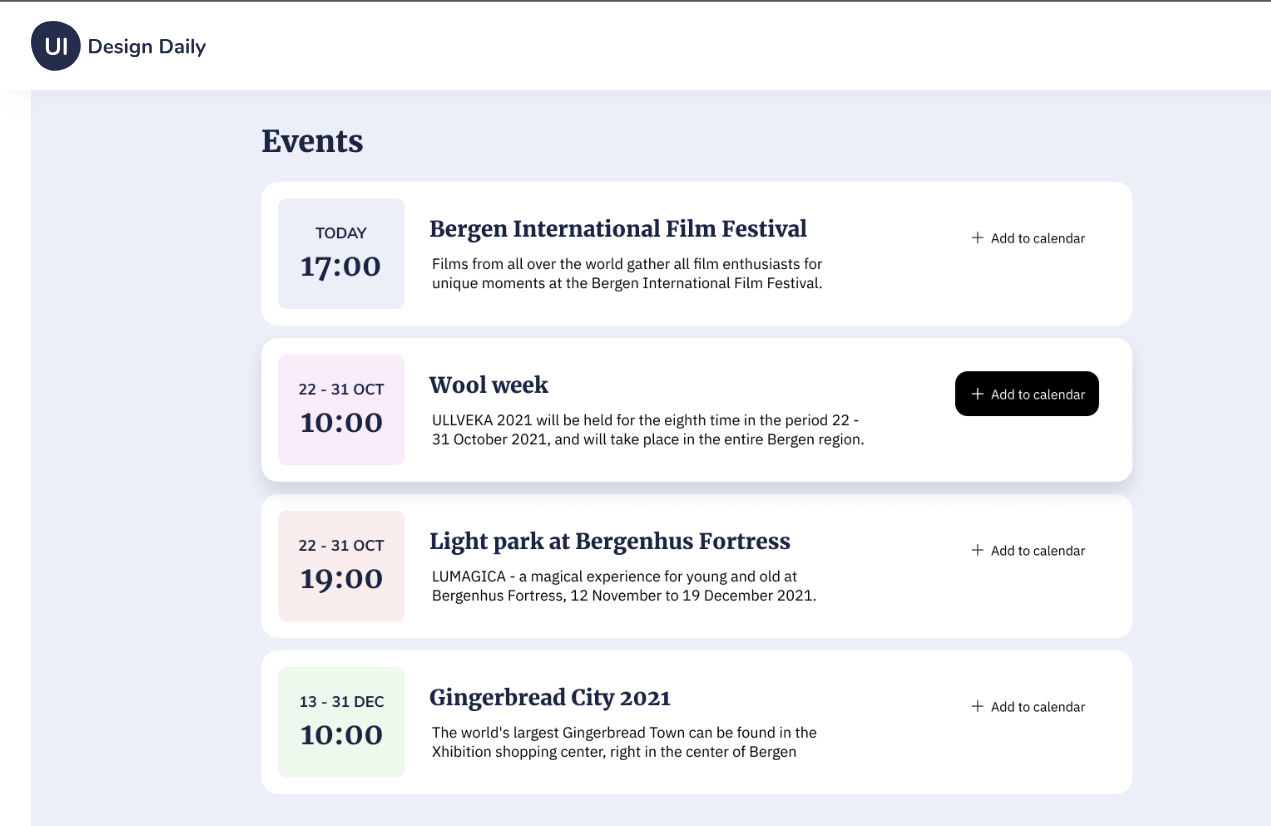 UI Design Daily
Events
TODAY
17:00
Bergen International Film Festival
Films from all over the world gather all film enthusiasts for
unique moments at the Bergen International Film Festival.
+ Add to calendar
22 - 31 OCT
10:00
Wool week
ULLVEKA 2021 will be held for the eighth time in the period 22 -
31 October 2021, and will take place in the entire Bergen region.
+ Add to calendar
22 - 31 OCT
19:00
Light park at Bergenhus Fortress
LUMAGICA - a magical experience for young and old at
Bergenhus Fortress, 12 November to 19 December 2021.
+ Add to calendar
13 - 31 DEC
10:00
Gingerbread City 2021
The world's largest Gingerbread Town can be found in the
Xhibition shopping center, right in the center of Bergen
+ Add to calendar